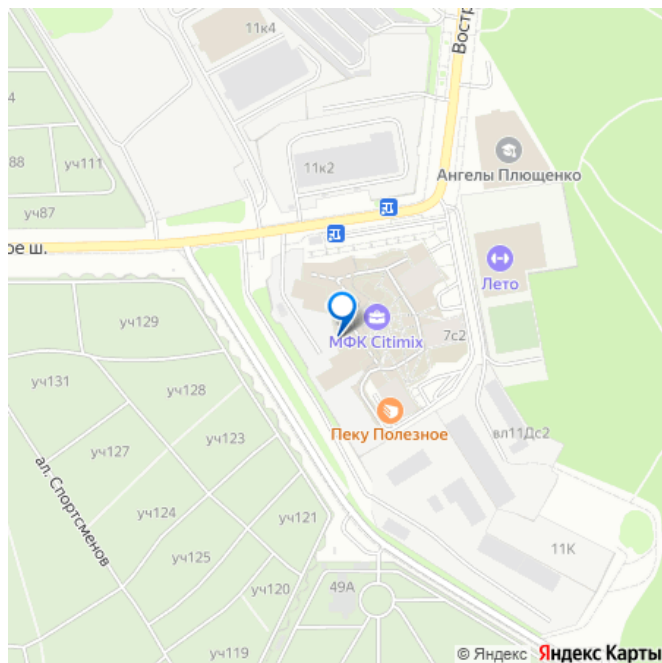 11к4
Востр
4
11к2
88
уч111
Ангелы Плющенко
уч87
ое ш.
Лето
уч129
МФК Citimix
7с2
уч131
уч128
Пеку Полезное
вл11Дс2
уч123
уч127
ал. Спортсменов
уч124
уч121
уч125
11К
уч120
49А
уч119
© Яндекс Яндекс Карты